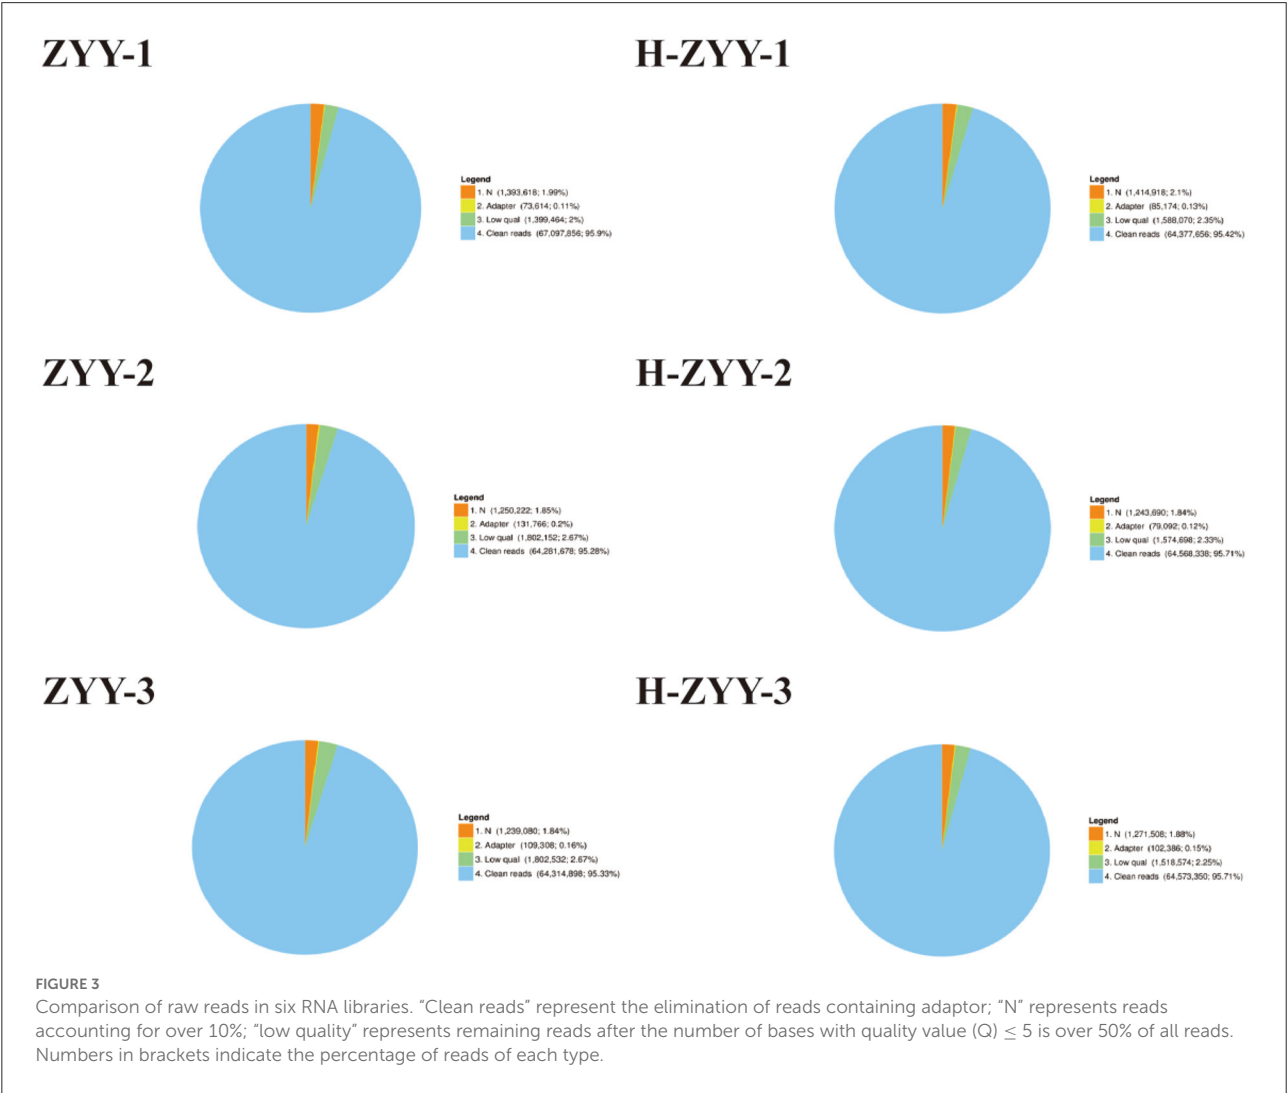 ZYY-1
H-ZYY-1
Legend
1. N (1,393,618; 1.99%)
2. Adapter (73,614; 0.11%)
3. Low qual (1,399,464; 2%)
4. Clean reads (67,097,856; 95.9%)
Legend
1. N (1,414,918; 2.1%)
2. Adapter (85,174; 0.13%)
3. Low qual (1,588,070; 2.35%)
4. Clean reads (64,377,656; 95.42%)
ZYY-2
H-ZYY-2
Legend
1. N (1,250,222; 1.85%)
2. Adapter (131,766; 0.2%)
3. Low qual (1,802,152; 2.67%)
4. Clean reads (64,281,678; 95.28%)
Legend
1. N (1,243,690; 1.84%)
2. Adapter (79,092; 0.12%)
3. Low qual (1,574,698; 2.33%)
4. Clean reads (64,568,338; 95.71%)
ZYY-3
H-ZYY-3
Legend
1. N (1,239,080; 1.84%)
2. Adapter (109,308; 0.16%)
3. Low qual (1,802,532; 2.67%)
4. Clean reads (64,314,898; 95.33%)
Legend
1. N (1,271,508; 1.88%)
2. Adapter (102,386; 0.15%)
3. Low qual (1,518,574; 2.25%)
4. Clean reads (64,573,350; 95.71%)
FIGURE 3
Comparison of raw reads in six RNA libraries. "Clean reads" represent the elimination of reads containing adaptor; "N" represents reads
accounting for over 10%; "low quality" represents remaining reads after the number of bases with quality value (Q) ≤ 5 is over 50% of all reads.
Numbers in brackets indicate the percentage of reads of each type.